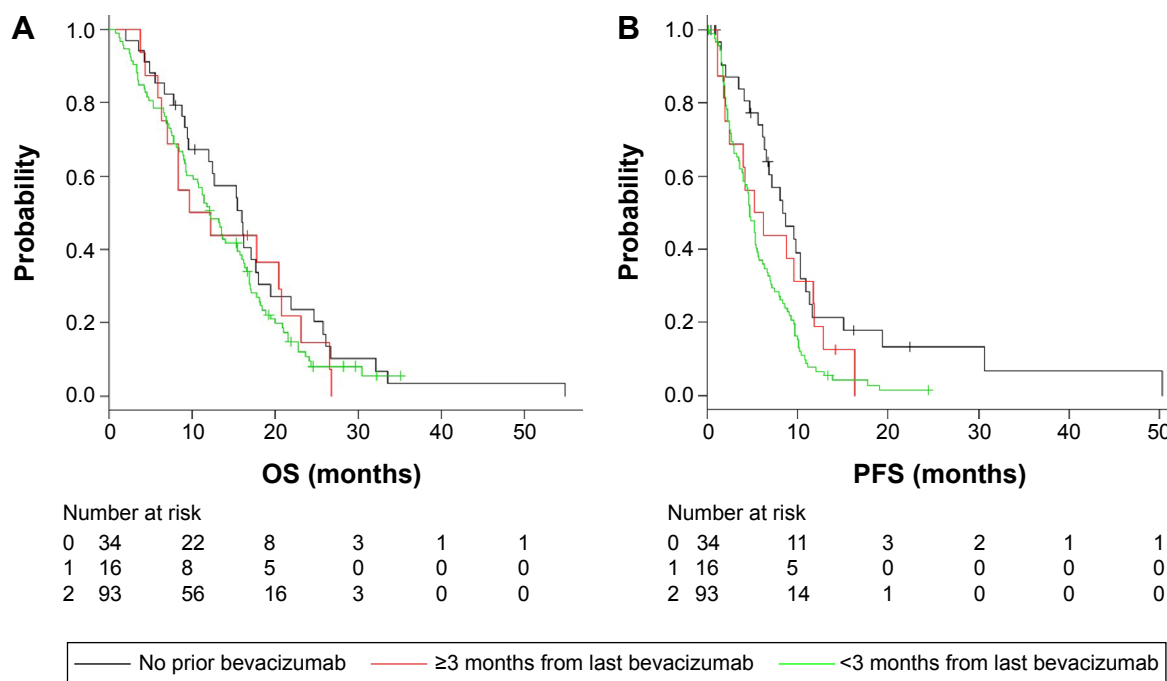 A
1.0
0.8
0.6
0.4
0.2
0.0
Probability
0 10 20 30 40 50
OS (months)
Number at risk
0 34 22 8 3 1 1
1 16 8 5 0 0 0
2 93 56 16 3 0 0
B
1.0
0.8
0.6
0.4
0.2
0.0
Probability
0 10 20 30 40 50
PFS (months)
Number at risk
0 34 11 3 2 1 1
1 16 5 0 0 0 0
2 93 14 1 0 0 0
No prior bevacizumab ≥3 months from last bevacizumab <3 months from last bevacizumab